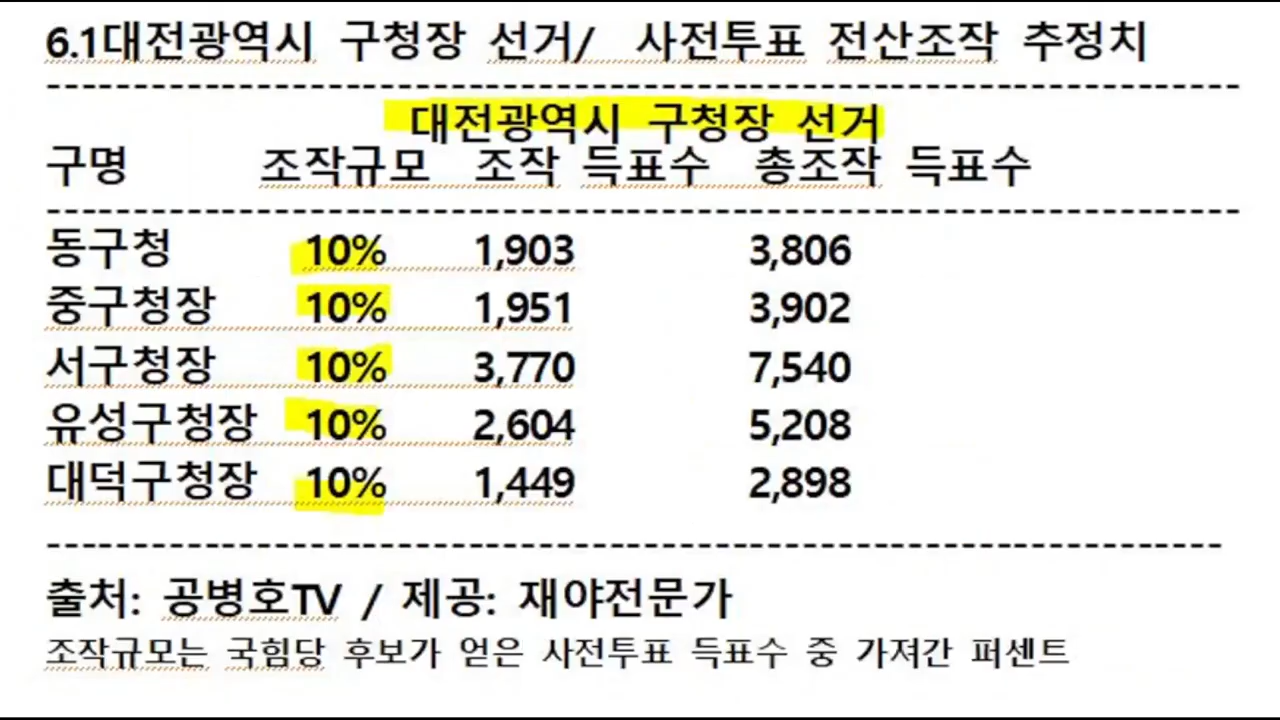 6.1대전광역시 구청장 선거/ 사전투표 전산조작 추정치
대전광역시 구청장 선거
구명 조작규모 조작 득표수 총조작 득표수
동구청 10% 1,903 3,806
중구청장 10% 1,951 3,902
서구청장 10% 3,770 7,540
유성구청장 10% 2,604 5,208
대덕구청장 10% 1,449 2,898
출처: 공병호TV / 제공: 재야전문가
조작규모는 국힘당 후보가 얻은 사전투표 득표수 중 가져간 퍼센트